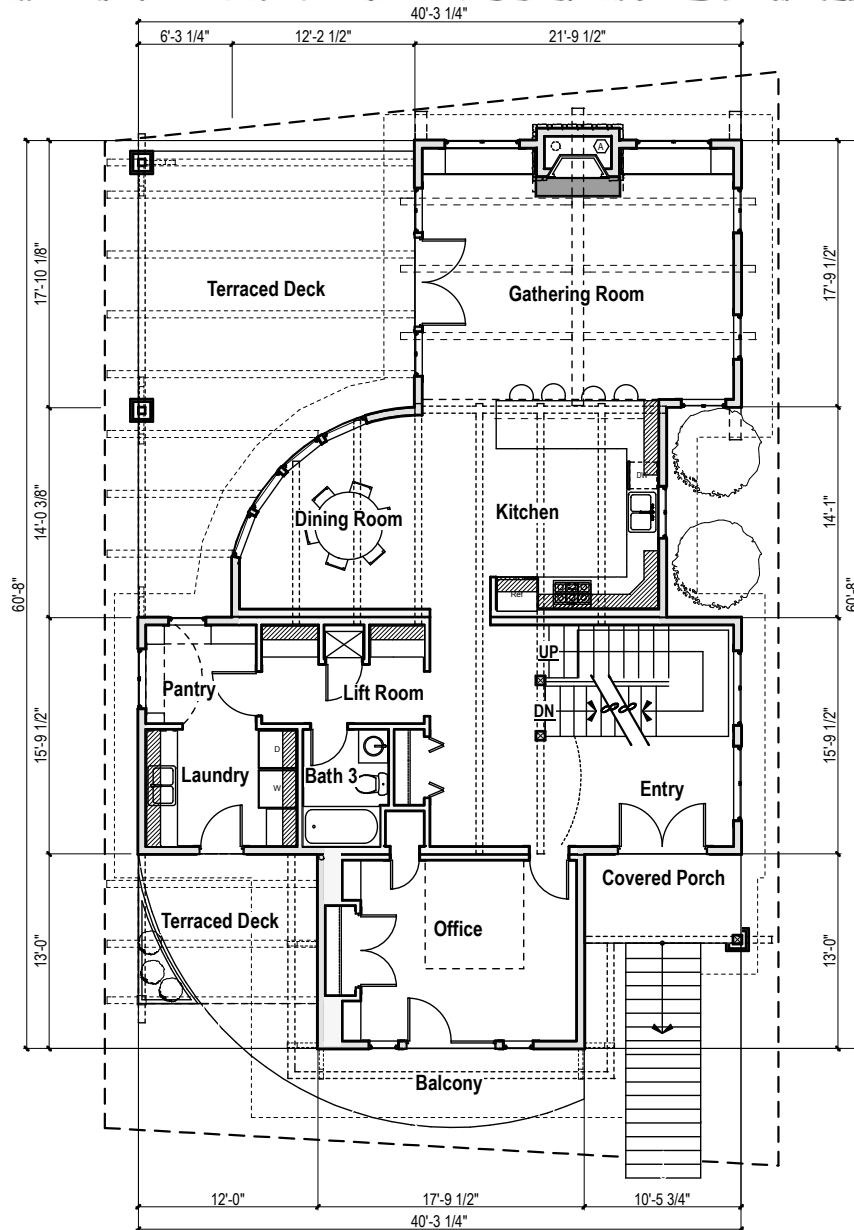 40'-3 1/4"
6'-3 1/4"
12'-2 1/2"
21'-9 1/2"
A
17'-10 1/8"
17'-9 1/2"
Terraced Deck
Gathering Room
14'-0 3/8"
14'-1"
Dining Room
Kitchen
DW
Ref
60'-8"
60'-8"
UP
Pantry
Lift Room
DN
15'-9 1/2"
15'-9 1/2"
D
Laundry
Bath 3
W
Entry
Covered Porch
Terraced Deck
Office
13'-0"
13'-0"
Balcony
12'-0"
17'-9 1/2"
10'-5 3/4"
40'-3 1/4"